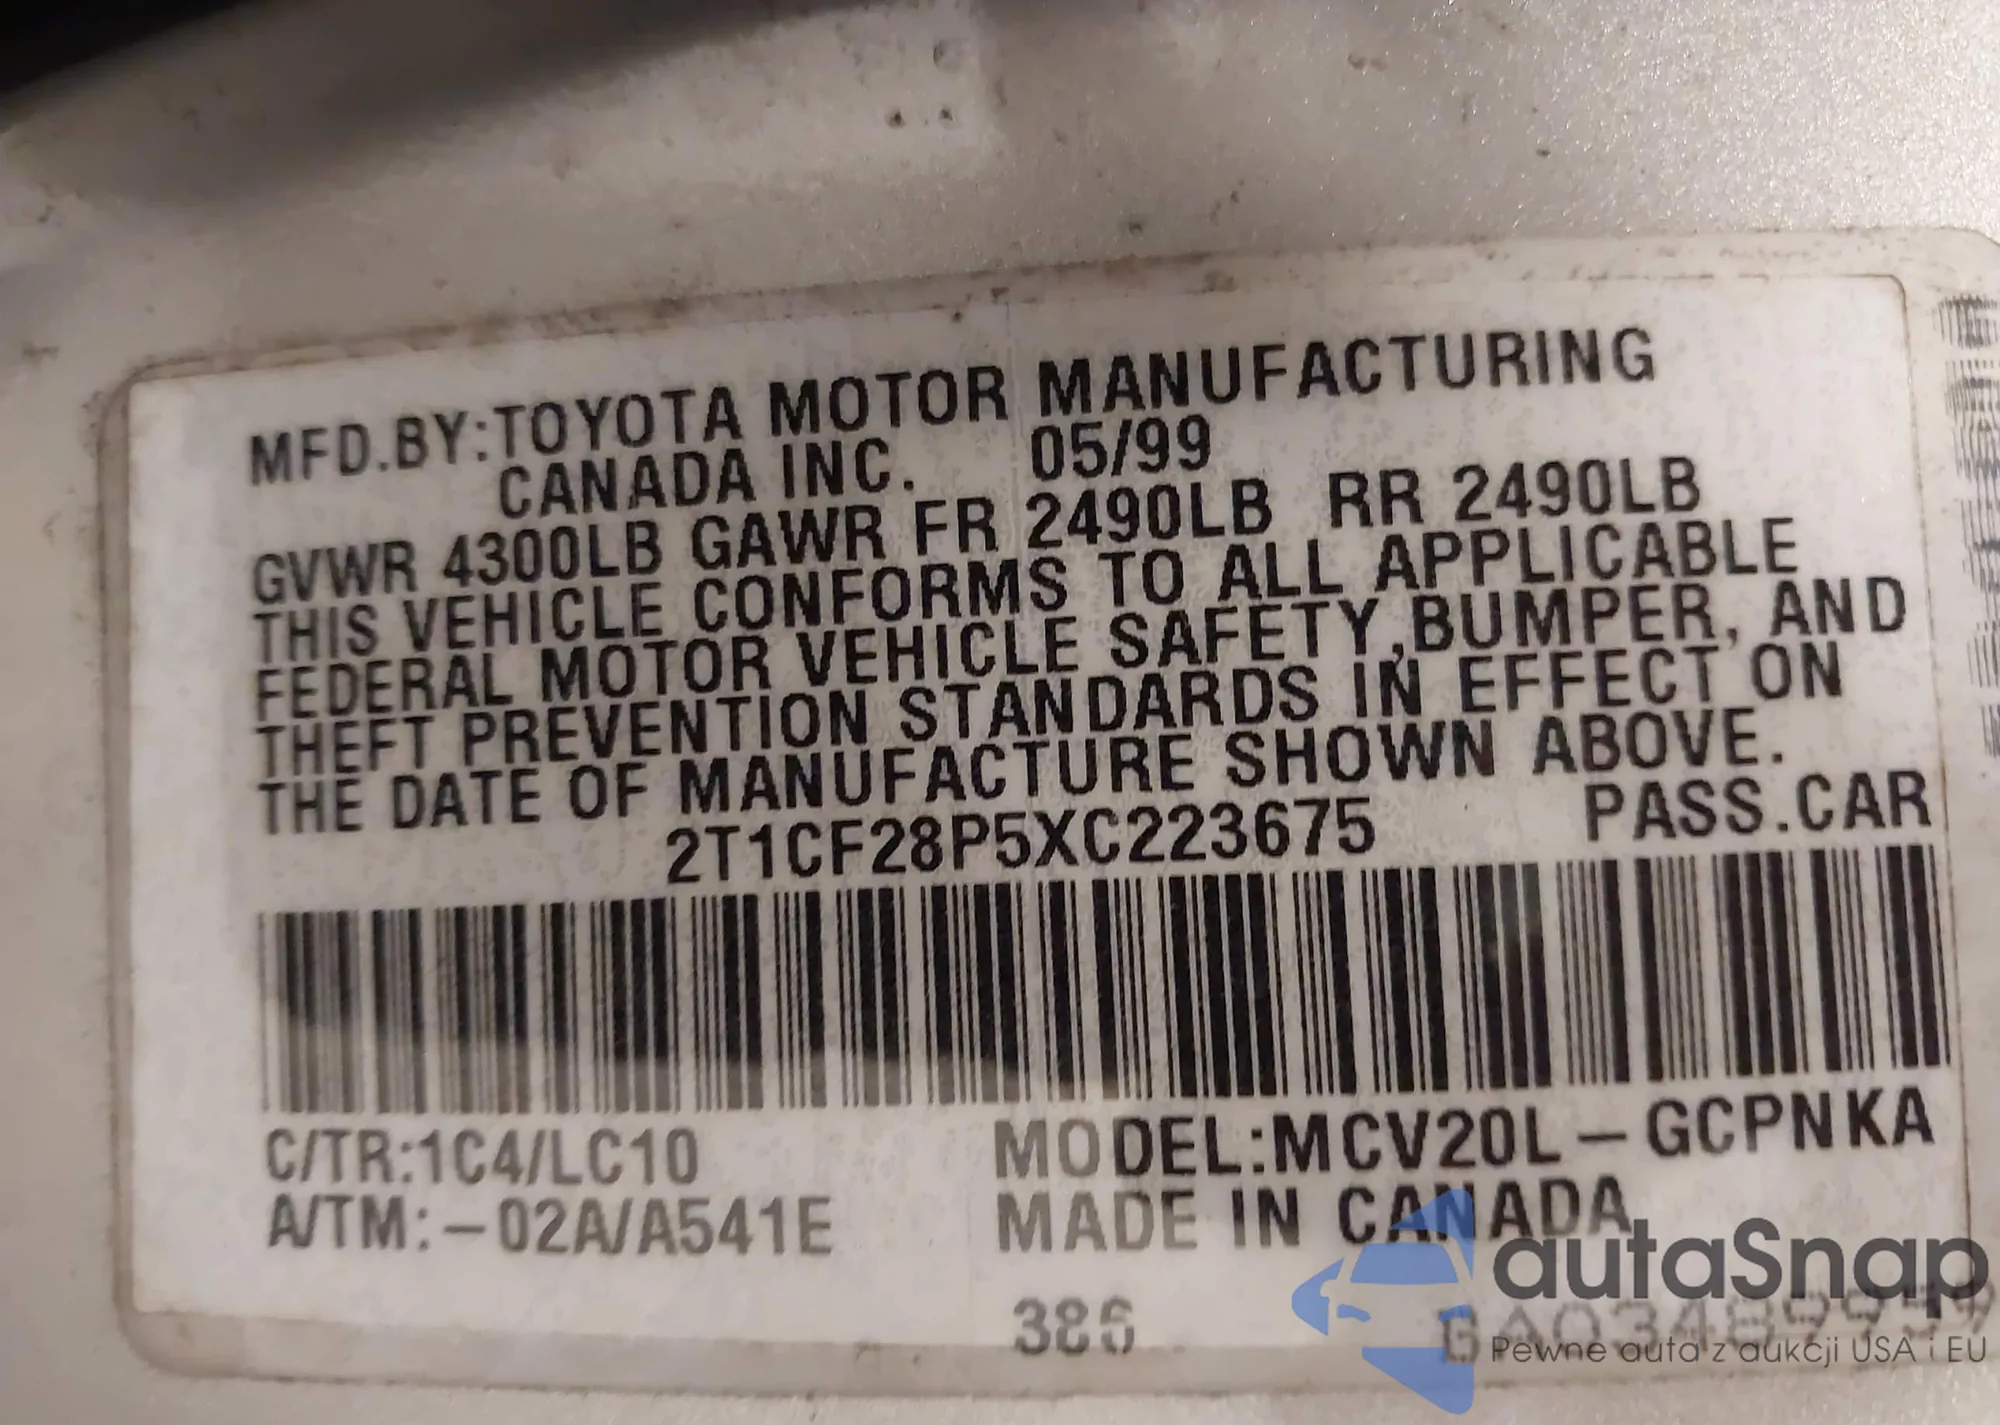 MFD.BY:TOYOTA MOTOR MANUFACTURING
CANADA INC. 05/99
GVWR 4300LB GAWR FR 2490LB RR 2490LB
THIS VEHICLE CONFORMS TO ALL APPLICABLE
FEDERAL MOTOR VEHICLE SAFETY,BUMPER, AND
THEFT PREVENTION STANDARDS IN EFFECT ON
THE DATE OF MANUFACTURE SHOWN ABOVE.
2T1CF28P5XC223675 PASS.CAR
C/TR:1C4/LC10 MODEL:MCV20L-GCPNKA
A/TM:-02A/A541E MADE IN CANADA
386
autaSnap
Pewne auta z aukcji USA i EU